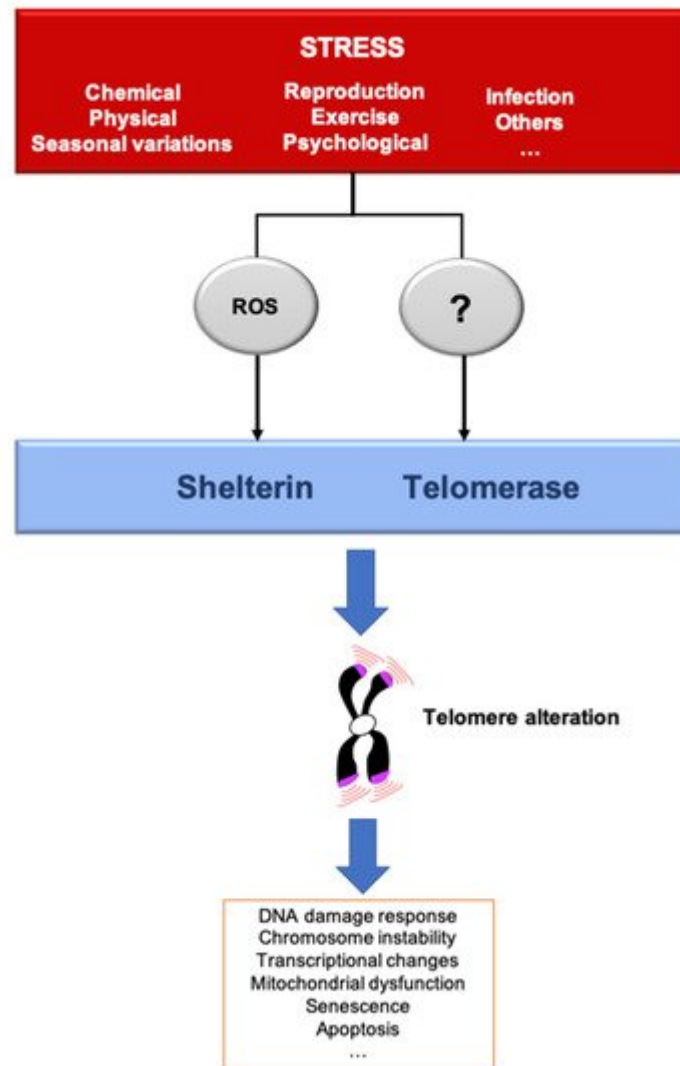 STRESS
Chemical
Physical
Seasonal variations
Reproduction
Exercise
Psychological
Infection
Others
...
ROS
?
Shelterin
Telomerase
Telomere alteration
DNA damage response
Chromosome instability
Transcriptional changes
Mitochondrial dysfunction
Senescence
Apoptosis
...